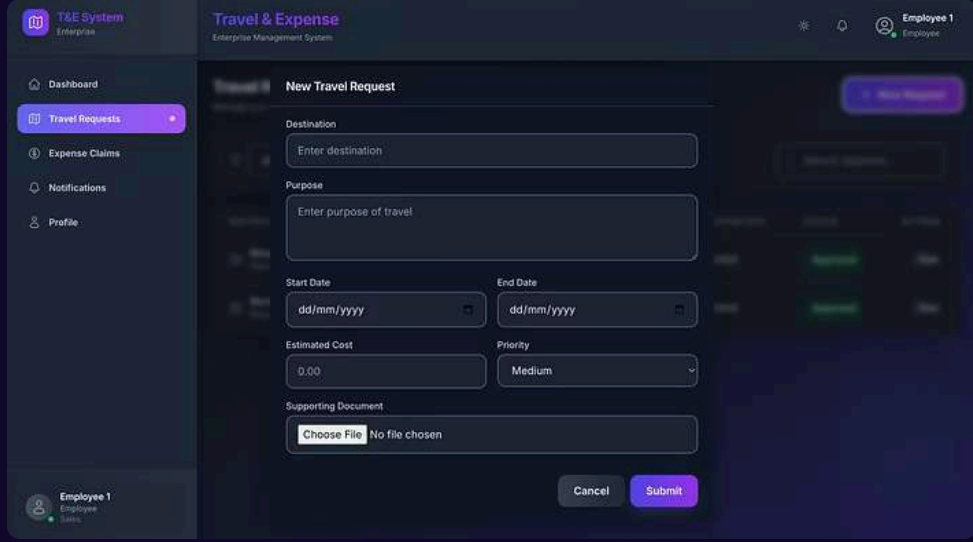 T&E System
Enterprise
Travel & Expense
Enterprise Management System
Employee 1
Employee
Dashboard
Travel Requests
Expense Claims
Notifications
Profile
New Travel Request
Destination
Enter destination
Purpose
Enter purpose of travel
Start Date
End Date
dd/mm/yyyy
dd/mm/yyyy
Estimated Cost
Priority
0.00
Medium
Supporting Document
Choose File No file chosen
Cancel
Submit
Employee 1
Employee
Sales